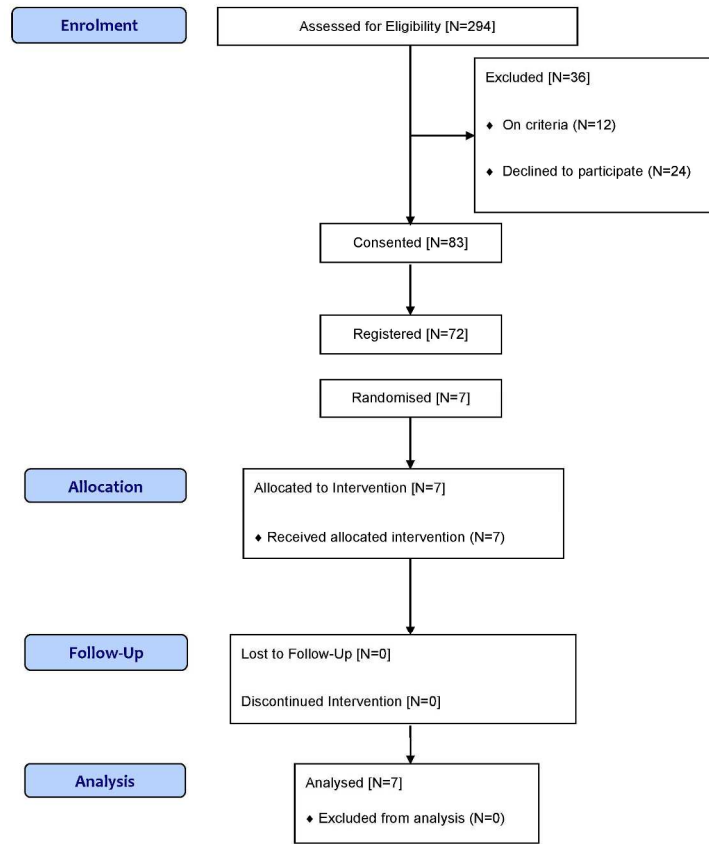 Enrolment
Assessed for Eligibility [N=294]
Excluded [N=36]
♦ On criteria (N=12)
♦ Declined to participate (N=24)
Consented [N=83]
Registered [N=72]
Randomised [N=7]
Allocation
Allocated to Intervention [N=7]
♦ Received allocated intervention (N=7)
Follow-Up
Lost to Follow-Up [N=0]
Discontinued Intervention [N=0]
Analysis
Analysed [N=7]
♦ Excluded from analysis (N=0)